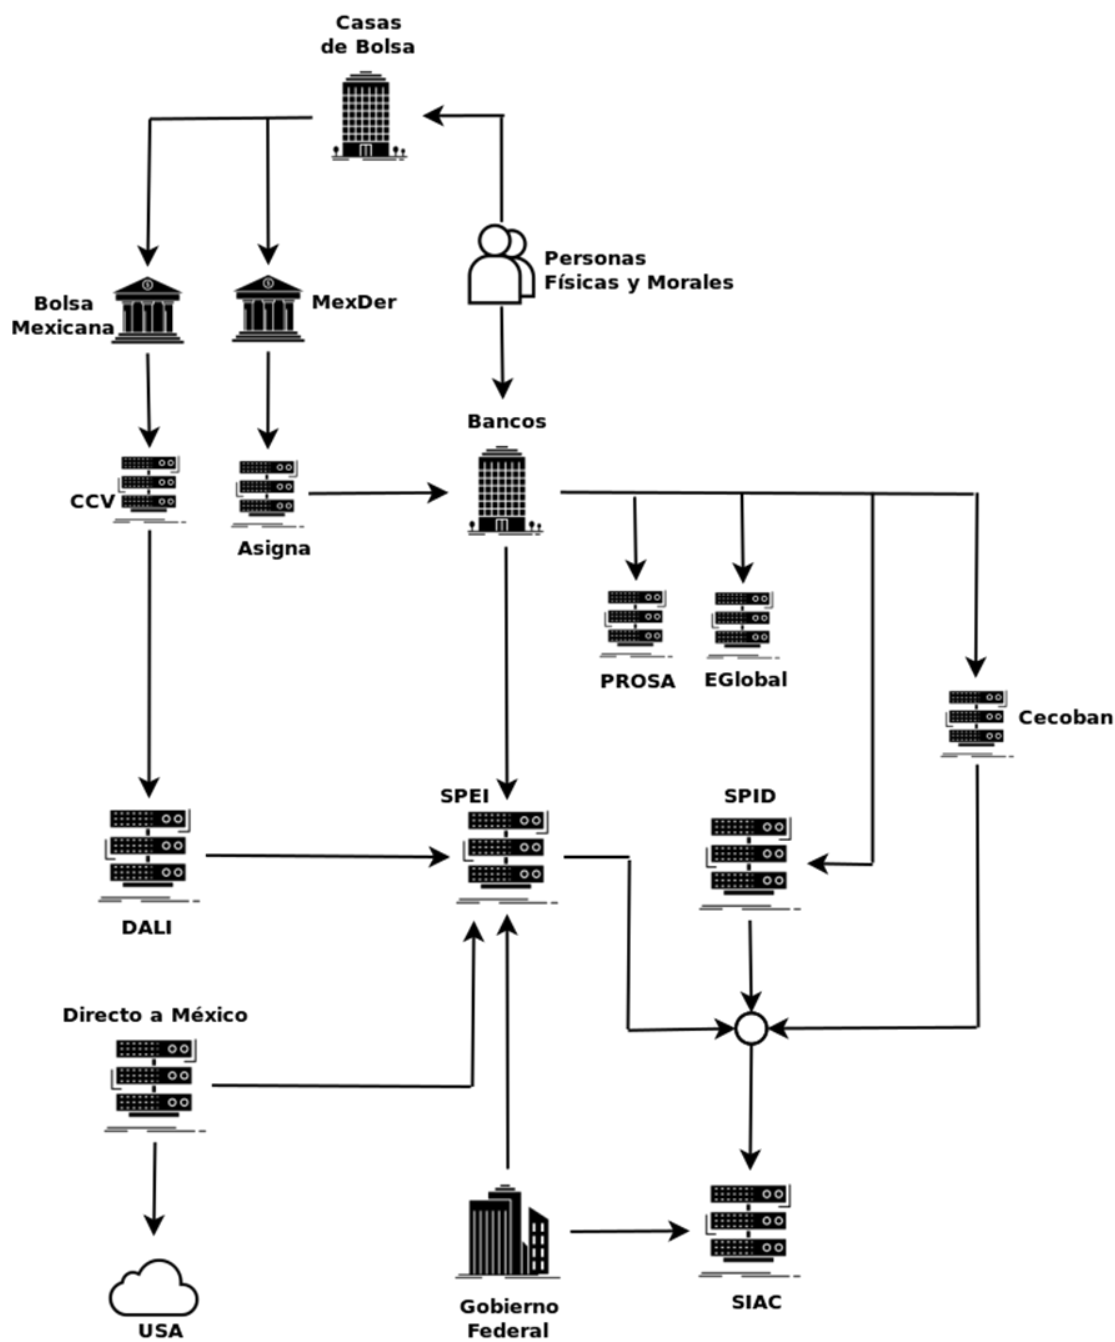 Casas
de Bolsa
Personas
Físicas y Morales
Bolsa
Mexicana
MexDer
Bancos
CCV
Asigna
PROSA
EGlobal
Cecoban
SPEI
SPID
DALI
Directo a México
USA
Gobierno
Federal
SIAC